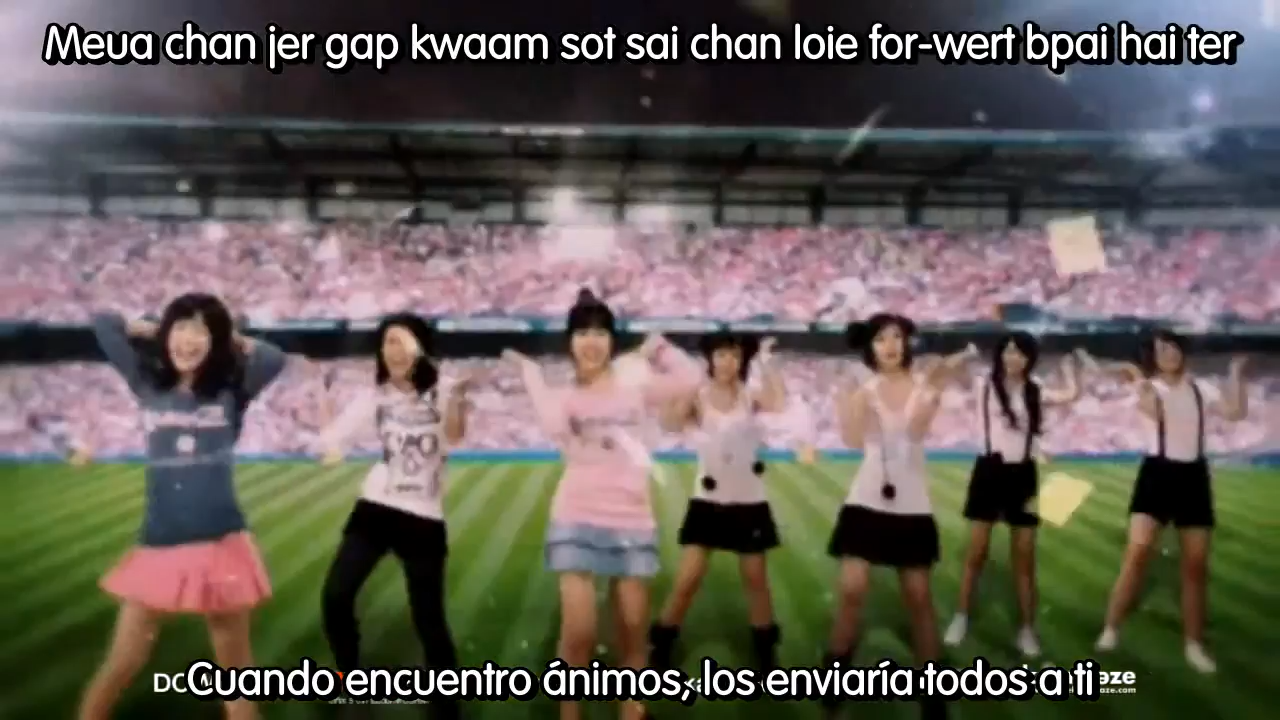 Meua chan jer gap kwaam sot sai chan loie for-wert bpai hai ter
Cuando encuentro ánimos, los enviaría todos a ti